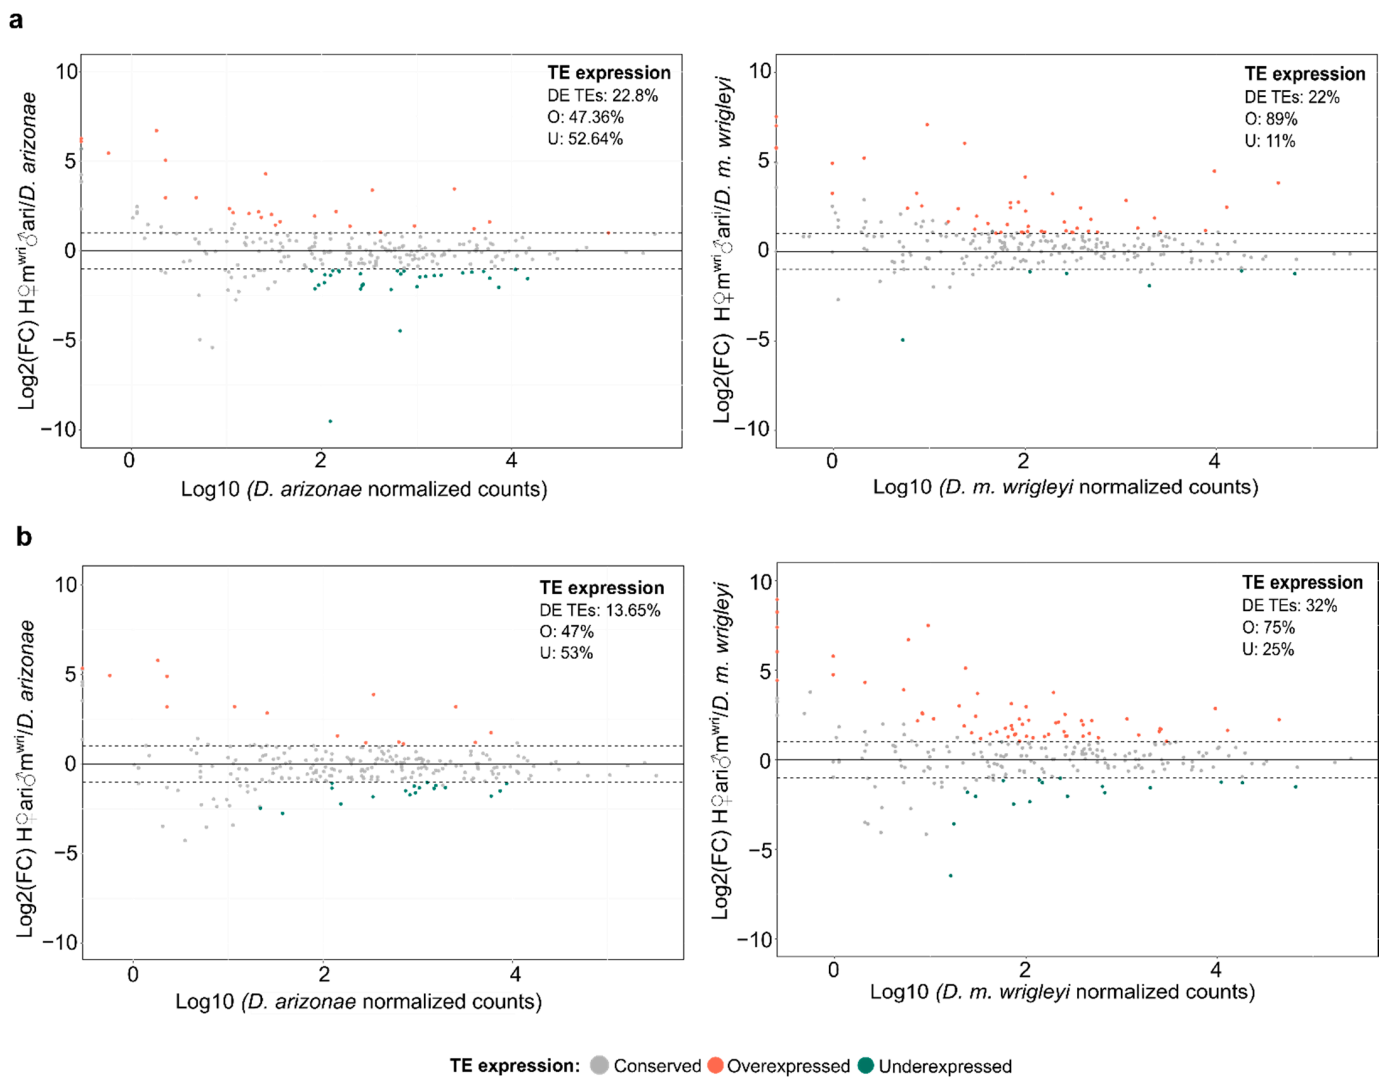 a
Log2(FC) H♀mwri♂ari/D. arizonae
10
5
0
−5
−10
TE expression
DE TEs: 22.8%
O: 47.36%
U: 52.64%
0 2 4
Log10 (D. arizonae normalized counts)
Log2(FC) H♀mwri♂ari/D. m. wrigleyi
10
5
0
−5
−10
TE expression
DE TEs: 22%
O: 89%
U: 11%
0 2 4
Log10 (D. m. wrigleyi normalized counts)
b
Log2(FC) H♀ari♂mwri/D. arizonae
10
5
0
−5
−10
TE expression
DE TEs: 13.65%
O: 47%
U: 53%
0 2 4
Log10 (D. arizonae normalized counts)
Log2(FC) H♀ari♂mwri/D. m. wrigleyi
10
5
0
−5
−10
TE expression
DE TEs: 32%
O: 75%
U: 25%
0 2 4
Log10 (D. m. wrigleyi normalized counts)
TE expression: Conserved Overexpressed Underexpressed